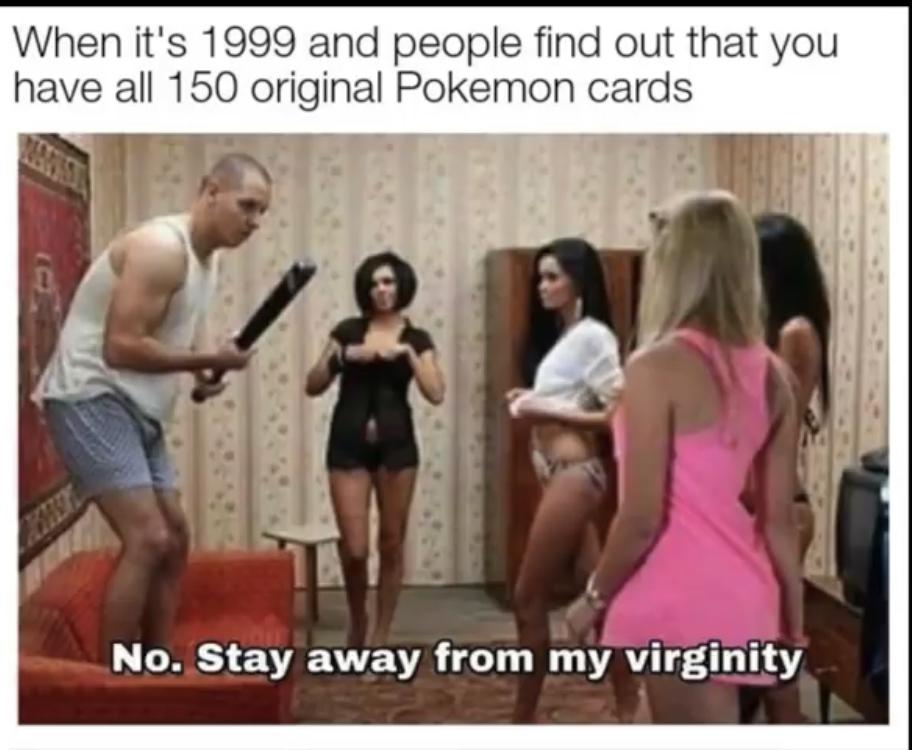 When it's 1999 and people find out that you
have all 150 original Pokemon cards
No. Stay away from my virginity